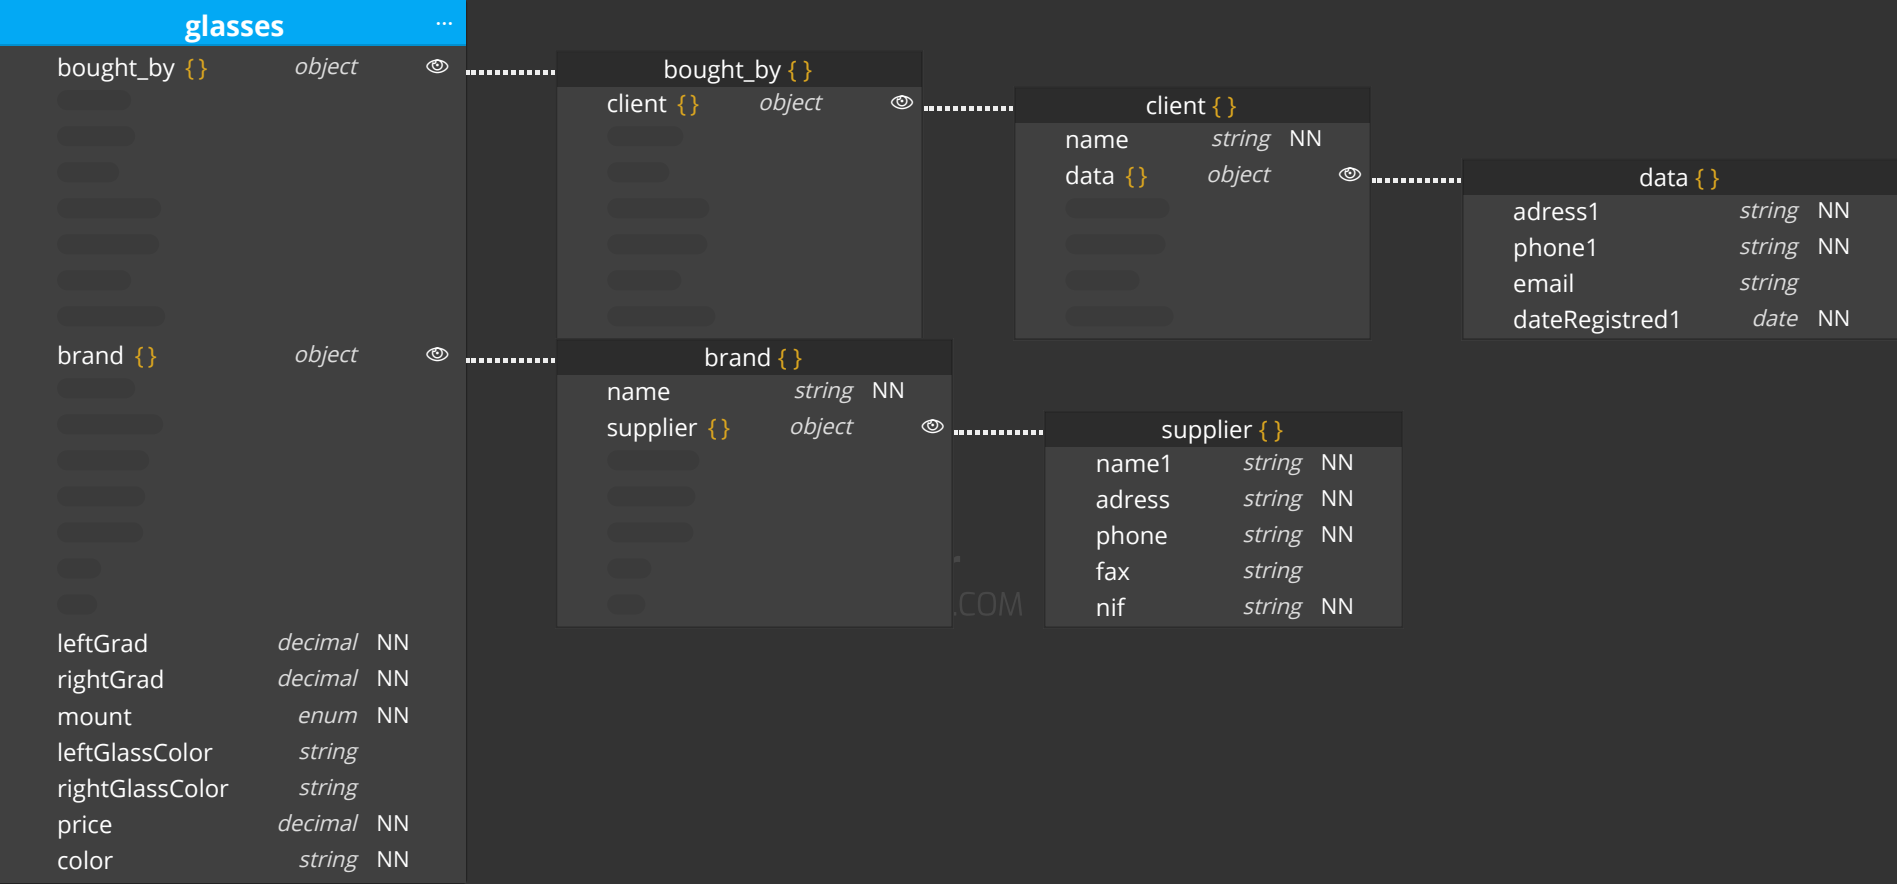 glasses ...
bought_by {} object
bought_by { }
client {} object
client { }
name string NN
data {} object
data { }
adress1 string NN
phone1 string NN
email string
dateRegistred1 date NN
brand {} object
brand { }
name string NN
supplier {} object
supplier { }
name1 string NN
adress string NN
phone string NN
fax string
nif string NN
.COM
leftGrad decimal NN
rightGrad decimal NN
mount enum NN
leftGlassColor string
rightGlassColor string
price decimal NN
color string NN